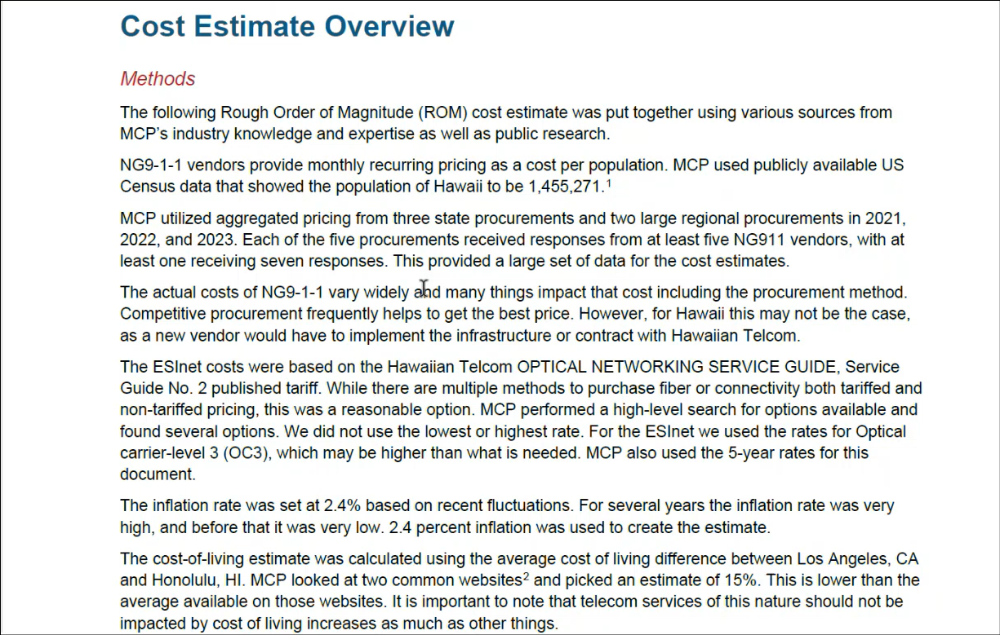 Cost Estimate Overview
Methods
The following Rough Order of Magnitude (ROM) cost estimate was put together using various sources from
MCP’s industry knowledge and expertise as well as public research.
NG9-1-1 vendors provide monthly recurring pricing as a cost per population. MCP used publicly available US
Census data that showed the population of Hawaii to be 1,455,271.¹
MCP utilized aggregated pricing from three state procurements and two large regional procurements in 2021,
2022, and 2023. Each of the five procurements received responses from at least five NG911 vendors, with at
least one receiving seven responses. This provided a large set of data for the cost estimates.
The actual costs of NG9-1-1 vary widely and many things impact that cost including the procurement method.
Competitive procurement frequently helps to get the best price. However, for Hawaii this may not be the case,
as a new vendor would have to implement the infrastructure or contract with Hawaiian Telcom.
The ESInet costs were based on the Hawaiian Telcom OPTICAL NETWORKING SERVICE GUIDE, Service
Guide No. 2 published tariff. While there are multiple methods to purchase fiber or connectivity both tariffed and
non-tariffed pricing, this was a reasonable option. MCP performed a high-level search for options available and
found several options. We did not use the lowest or highest rate. For the ESInet we used the rates for Optical
carrier-level 3 (OC3), which may be higher than what is needed. MCP also used the 5-year rates for this
document.
The inflation rate was set at 2.4% based on recent fluctuations. For several years the inflation rate was very
high, and before that it was very low. 2.4 percent inflation was used to create the estimate.
The cost-of-living estimate was calculated using the average cost of living difference between Los Angeles, CA
and Honolulu, HI. MCP looked at two common websites² and picked an estimate of 15%. This is lower than the
average available on those websites. It is important to note that telecom services of this nature should not be
impacted by cost of living increases as much as other things.